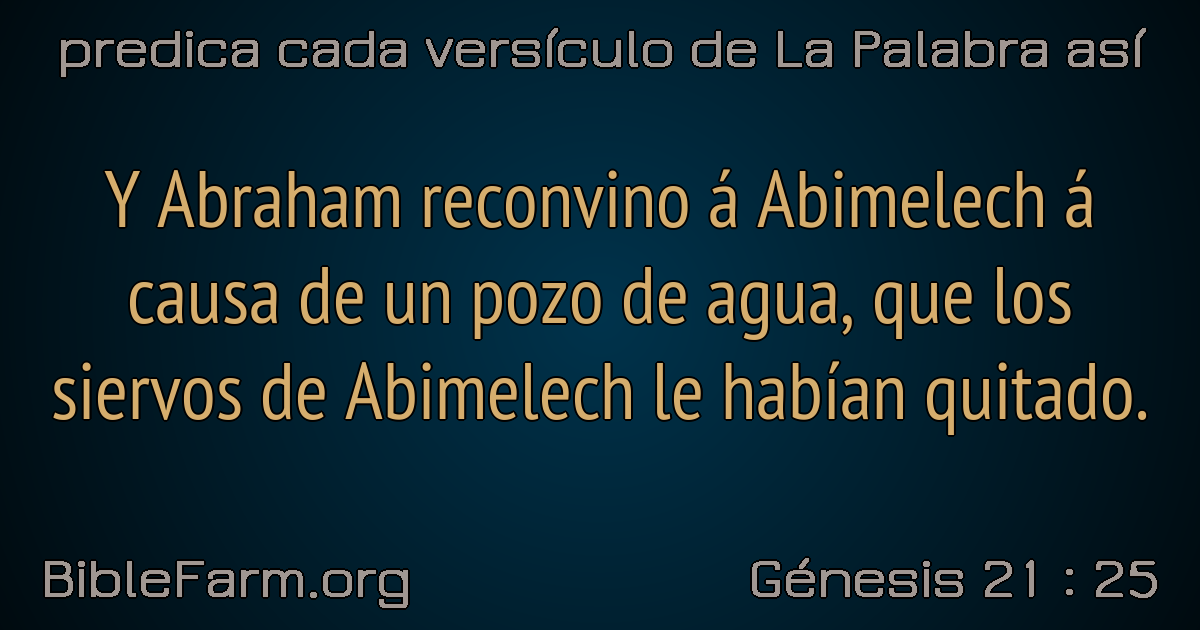 predica cada versículo de La Palabra así
Y Abraham reconvino á Abimelech á
causa de un pozo de agua, que los
siervos de Abimelech le habían quitado.
BibleFarm.org
Génesis 21 : 25